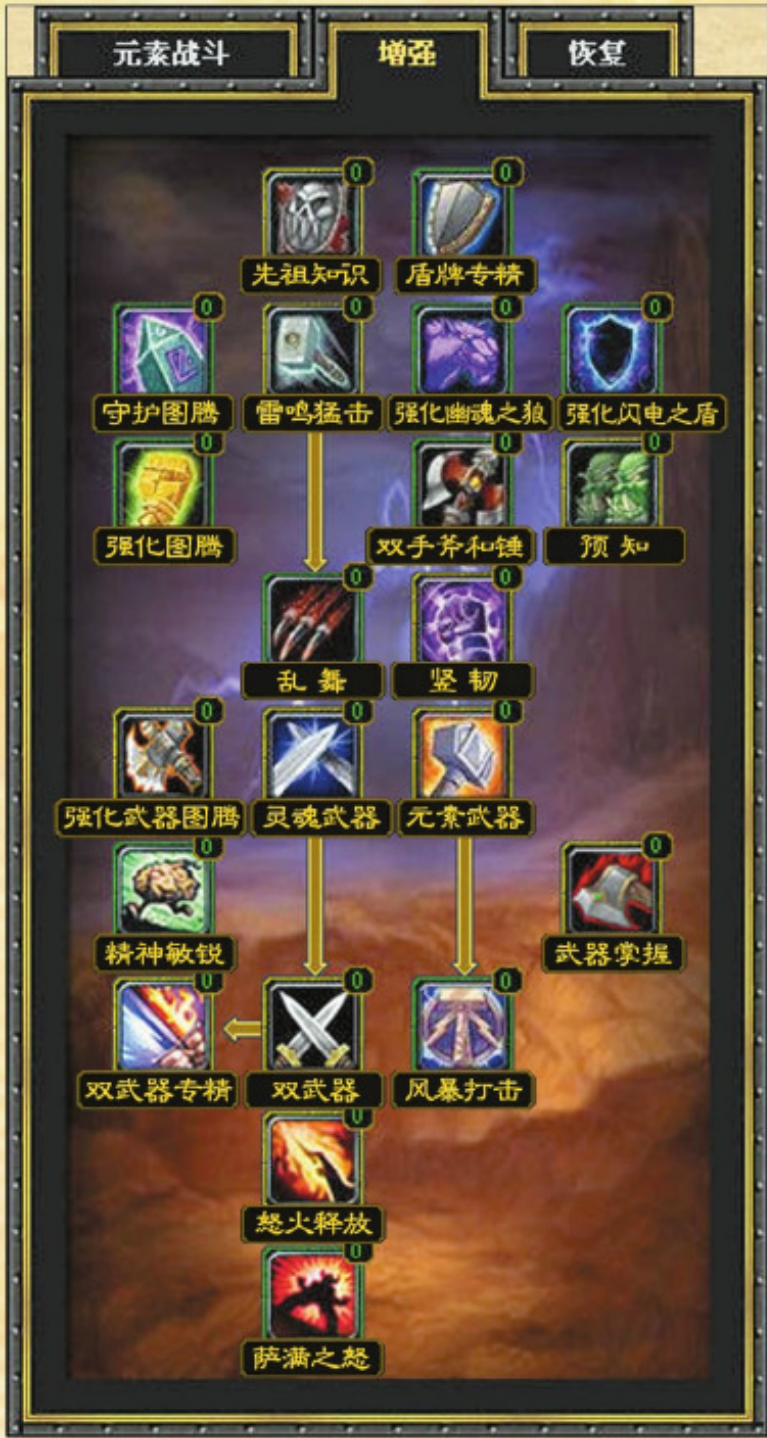 元素战斗 增强 恢复
0 0
先祖知识 盾牌专精
0 0 0 0
守护图腾 雷鸣猛击 强化幽魂之狼 强化闪电之盾
0 0 0
强化图腾 双手斧和锤 预知
0 0
乱舞 坚韧
0 0 0
强化武器图腾 灵魂武器 元素武器
0 0
精神敏锐 武器掌握
0 0 0
双武器专精 双武器 风暴打击
0
怒火释放
0
萨满之怒